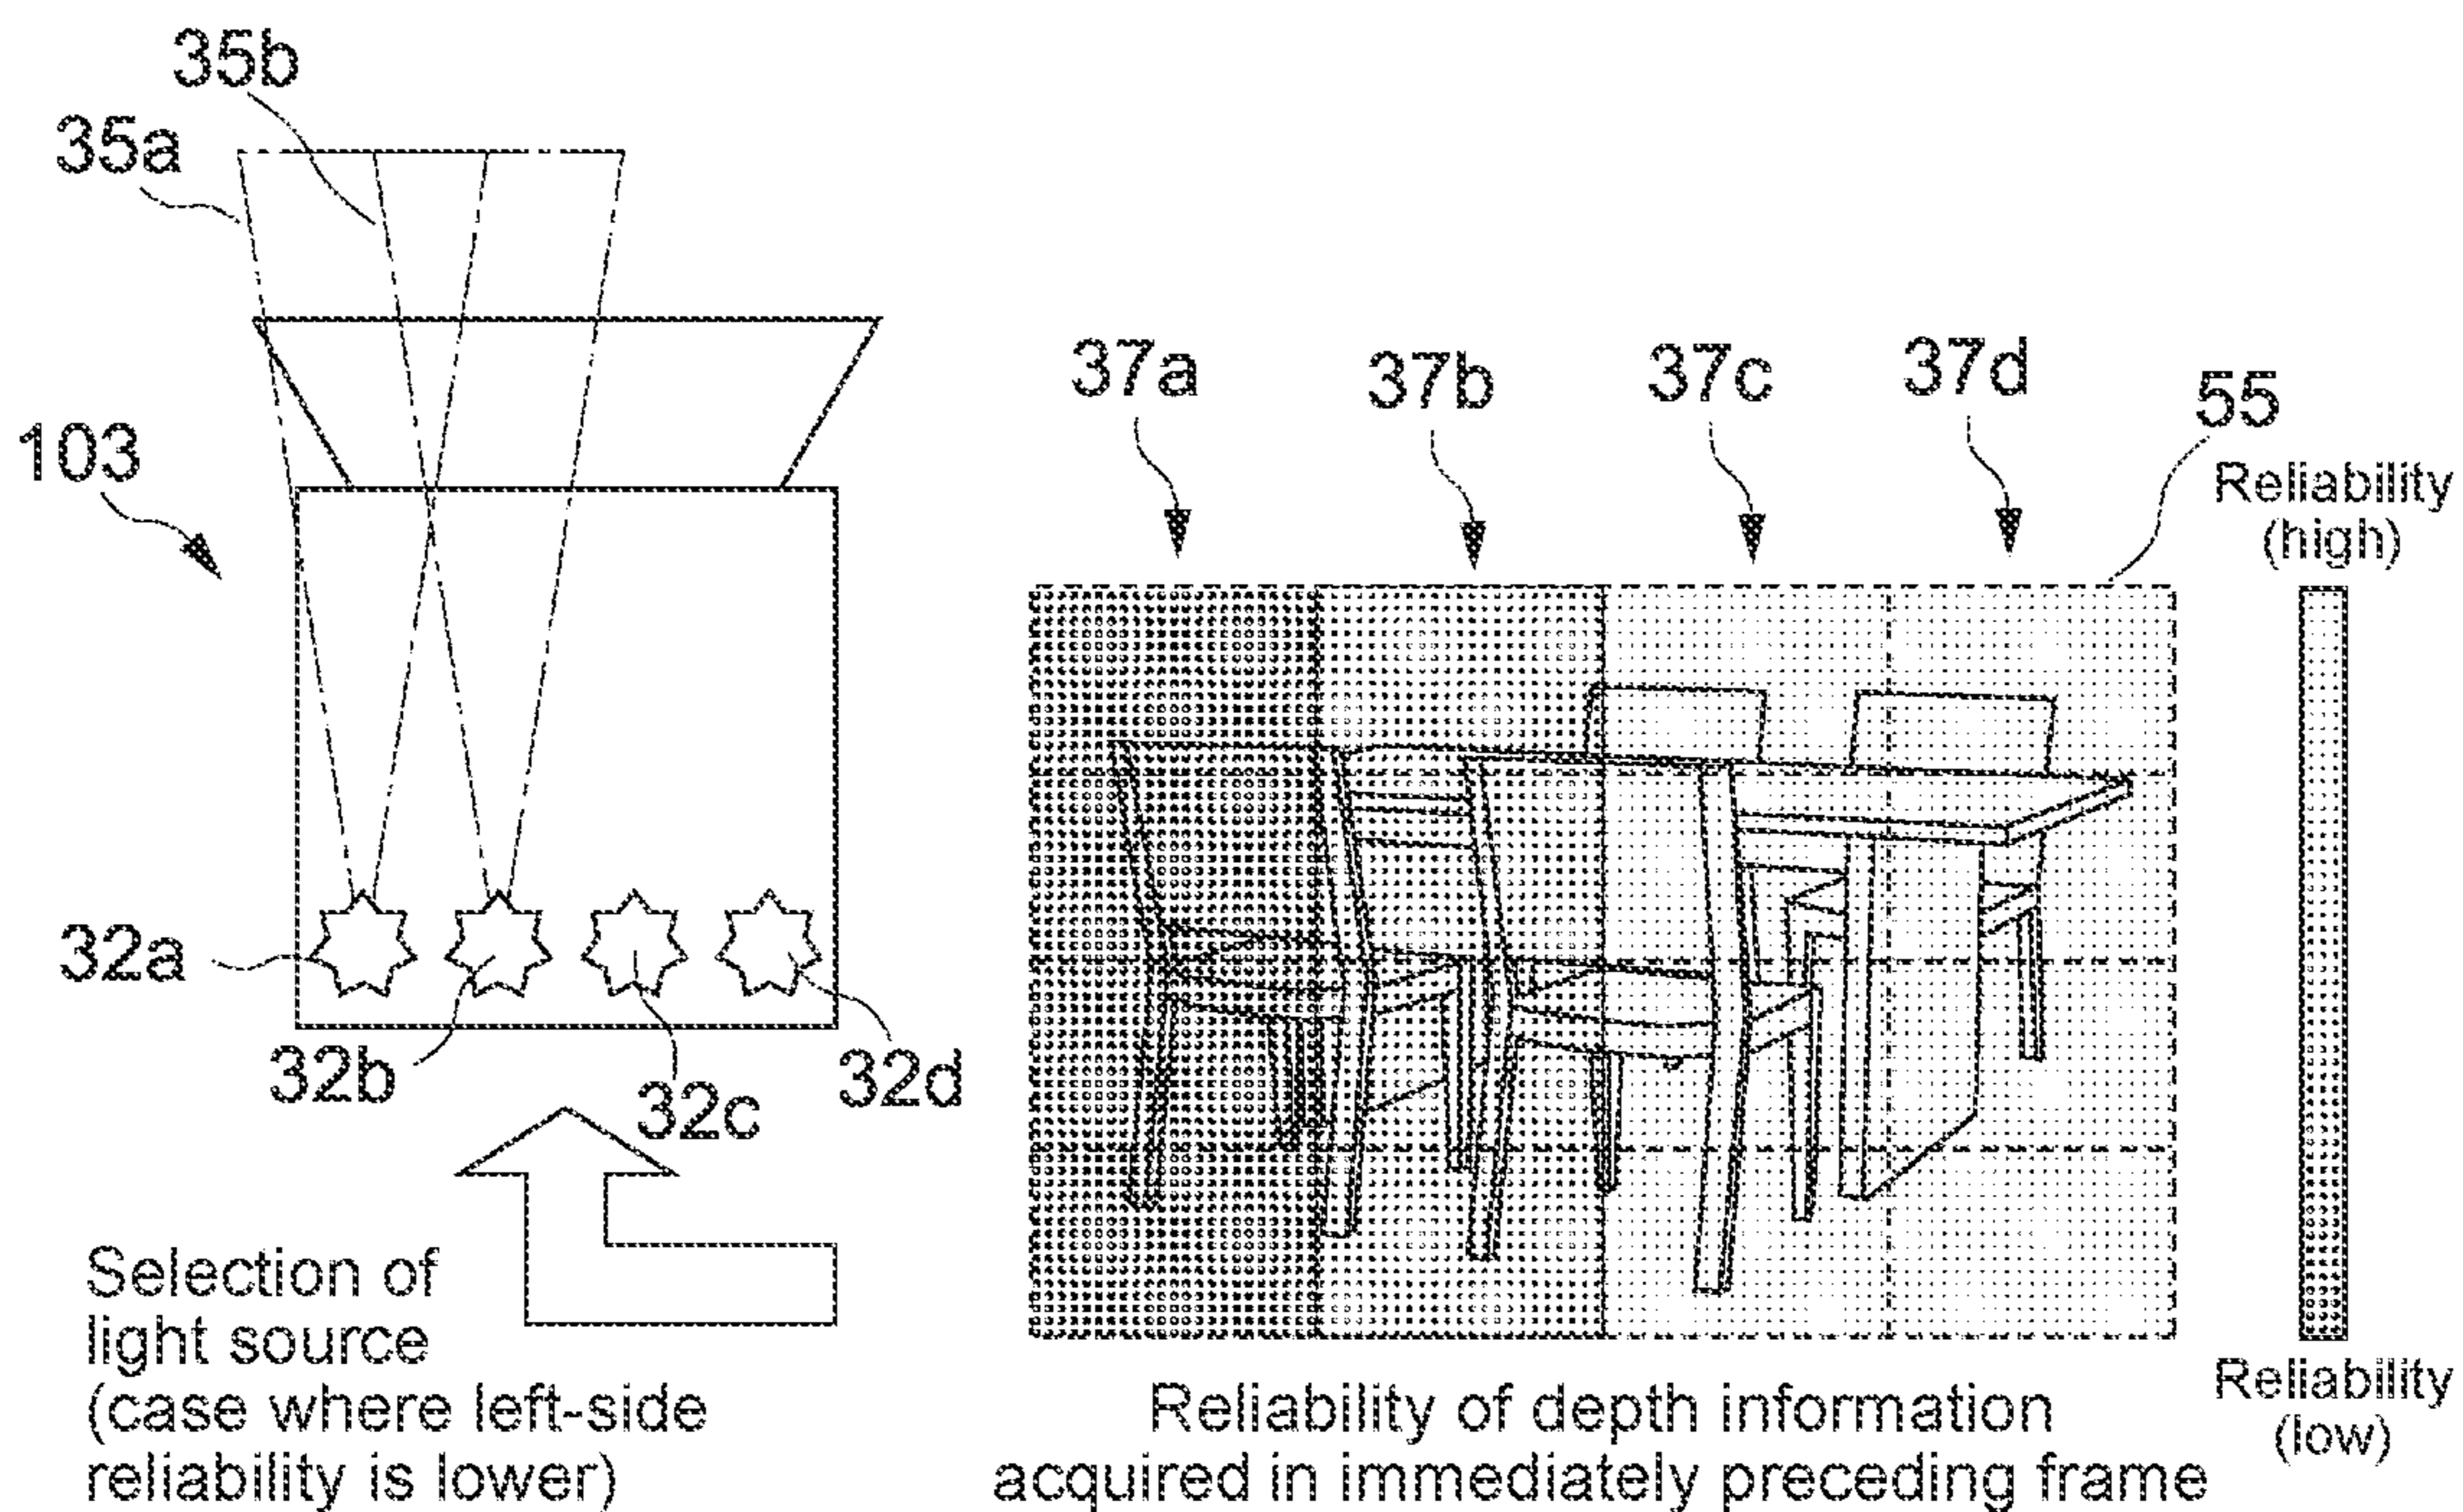 35b
35a
103
37a
37b
37c
37d
55
Reliability
(high)
32a
32b
32c
32d
Selection of
light source
(case where left-side
reliability is lower)
Reliability of depth information
acquired in immediately preceding frame
Reliability
(low)